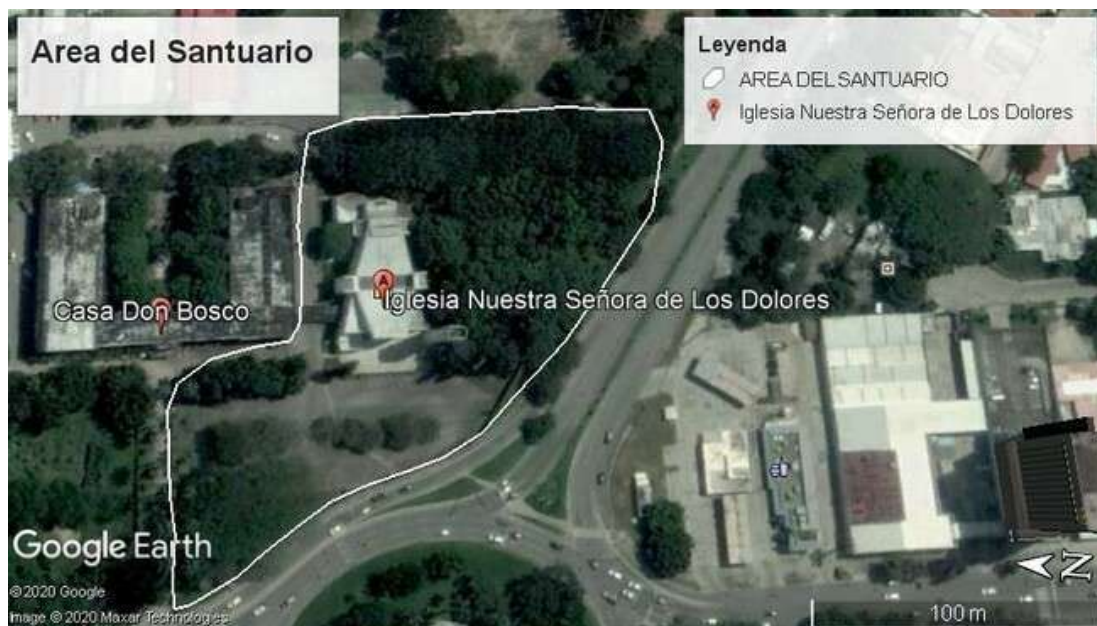 Area del Santuario
Leyenda
AREA DEL SANTUARIO
Iglesia Nuestra Señora de Los Dolores
A
Iglesia Nuestra Señora de Los Dolores
Casa Don Bosco
Google Earth
© 2020 Google
Image © 2020 Maxar Technologies
N
100 m